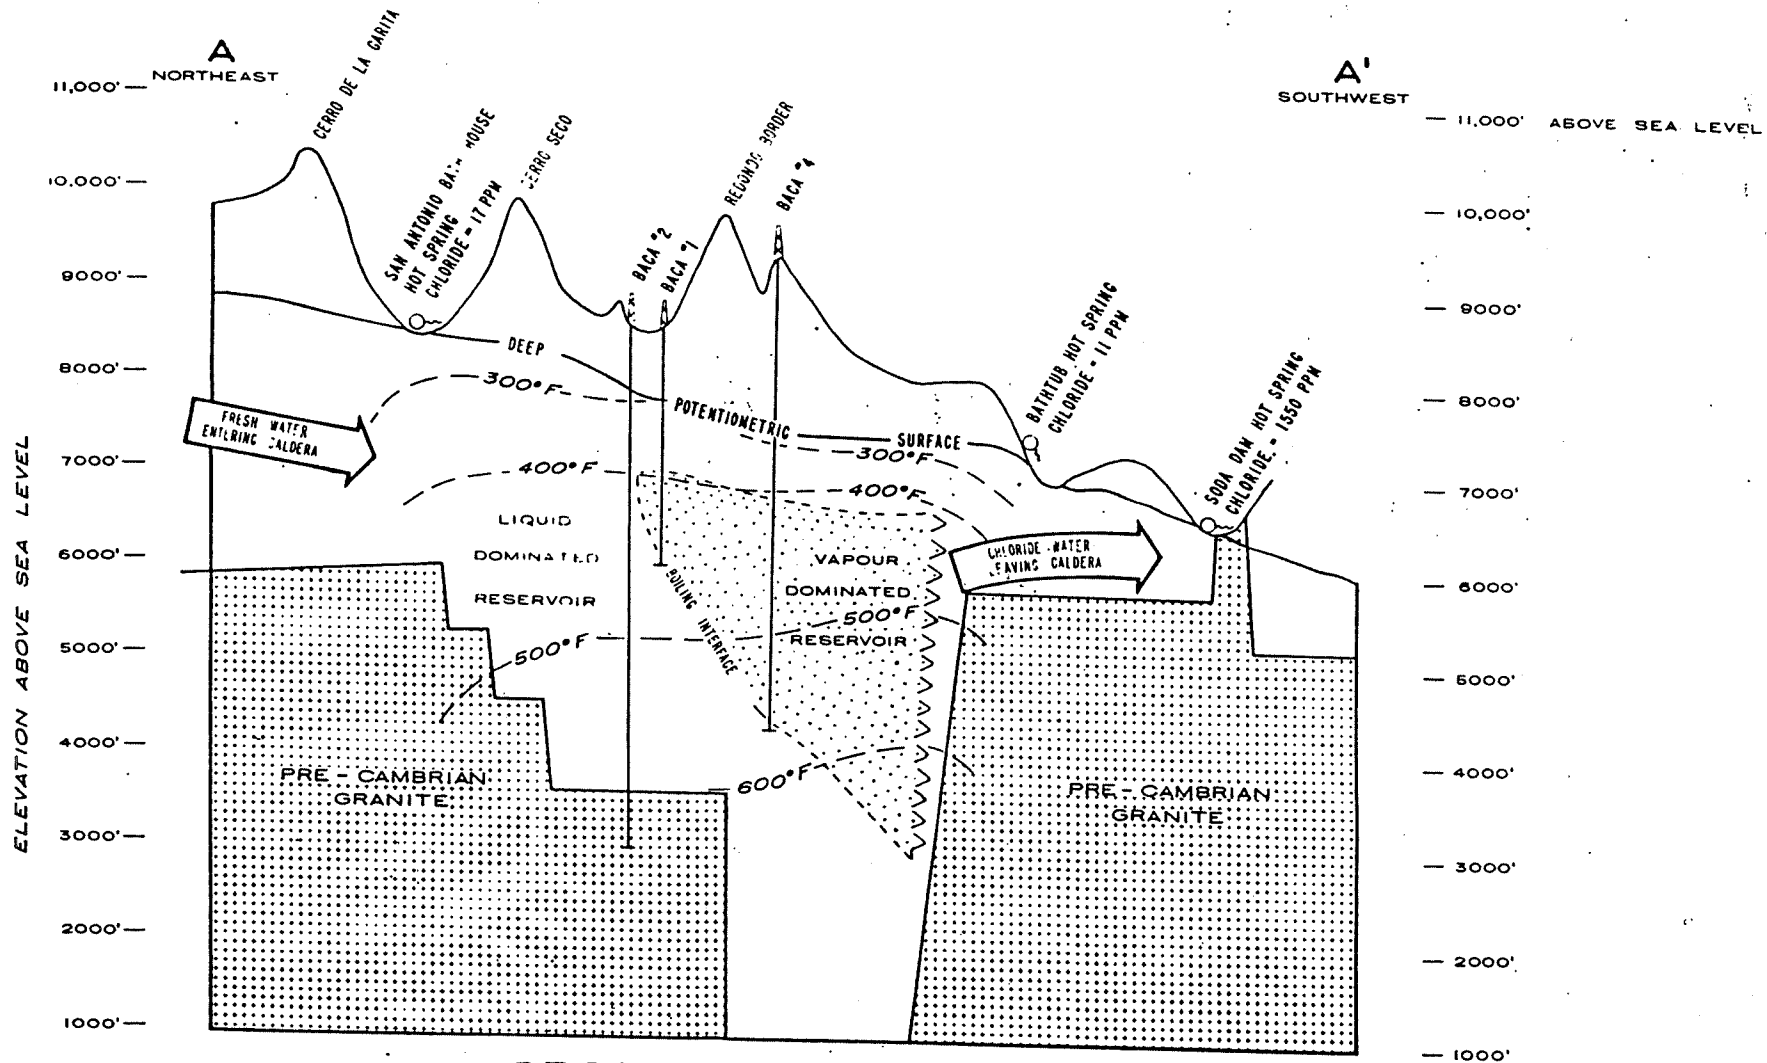 A
NORTHEAST
A'
SOUTHWEST
11,000'
10,000'
9000'
8000'
7000'
6000'
5000'
4000'
3000'
2000'
1000'
ELEVATION ABOVE SEA LEVEL
11,000' ABOVE SEA LEVEL
10,000'
9000'
8000'
7000'
6000'
5000'
4000'
3000'
2000'
1000'
CERRO DE LA GARITA
SAN ANTONIO BATH HOUSE
HOT SPRING
CHLORIDE = 17 PPM
CERRO SECO
BACA #2
BACA #1
REDONDO BORDER
BACA #4
BATHTUB HOT SPRING
CHLORIDE = 11 PPM
SODA DAM HOT SPRING
CHLORIDE = 1550 PPM
DEEP
POTENTIOMETRIC
SURFACE
300°F
300°F
400°F
400°F
500°F
500°F
600°F
FRESH WATER
ENTERING CALDERA
LIQUID
DOMINATED
RESERVOIR
BOILING INTERFACE
VAPOUR
DOMINATED
RESERVOIR
CHLORIDE WATER
LEAVING CALDERA
PRE-CAMBRIAN
GRANITE
PRE-CAMBRIAN
GRANITE